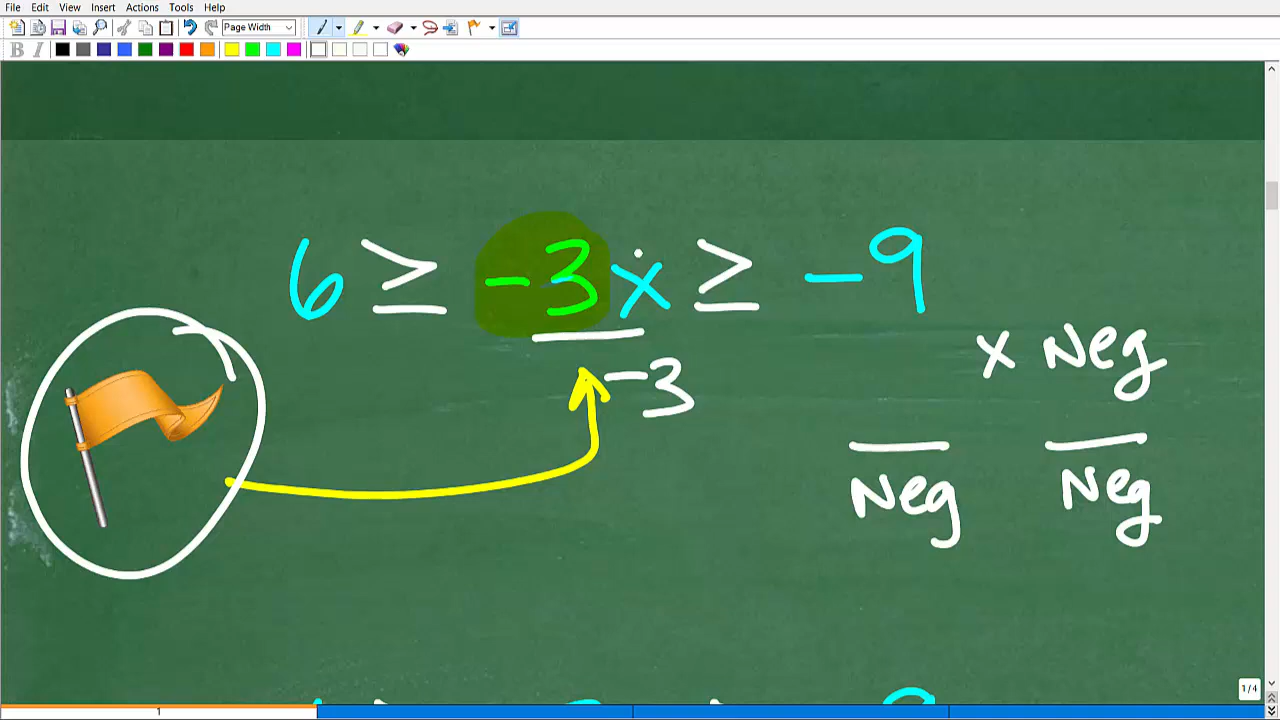 File Edit View Insert Actions Tools Help
Page Width
B I
6 ≥ -3x ≥ -9
-3
x Neg
Neg Neg
1/4
1